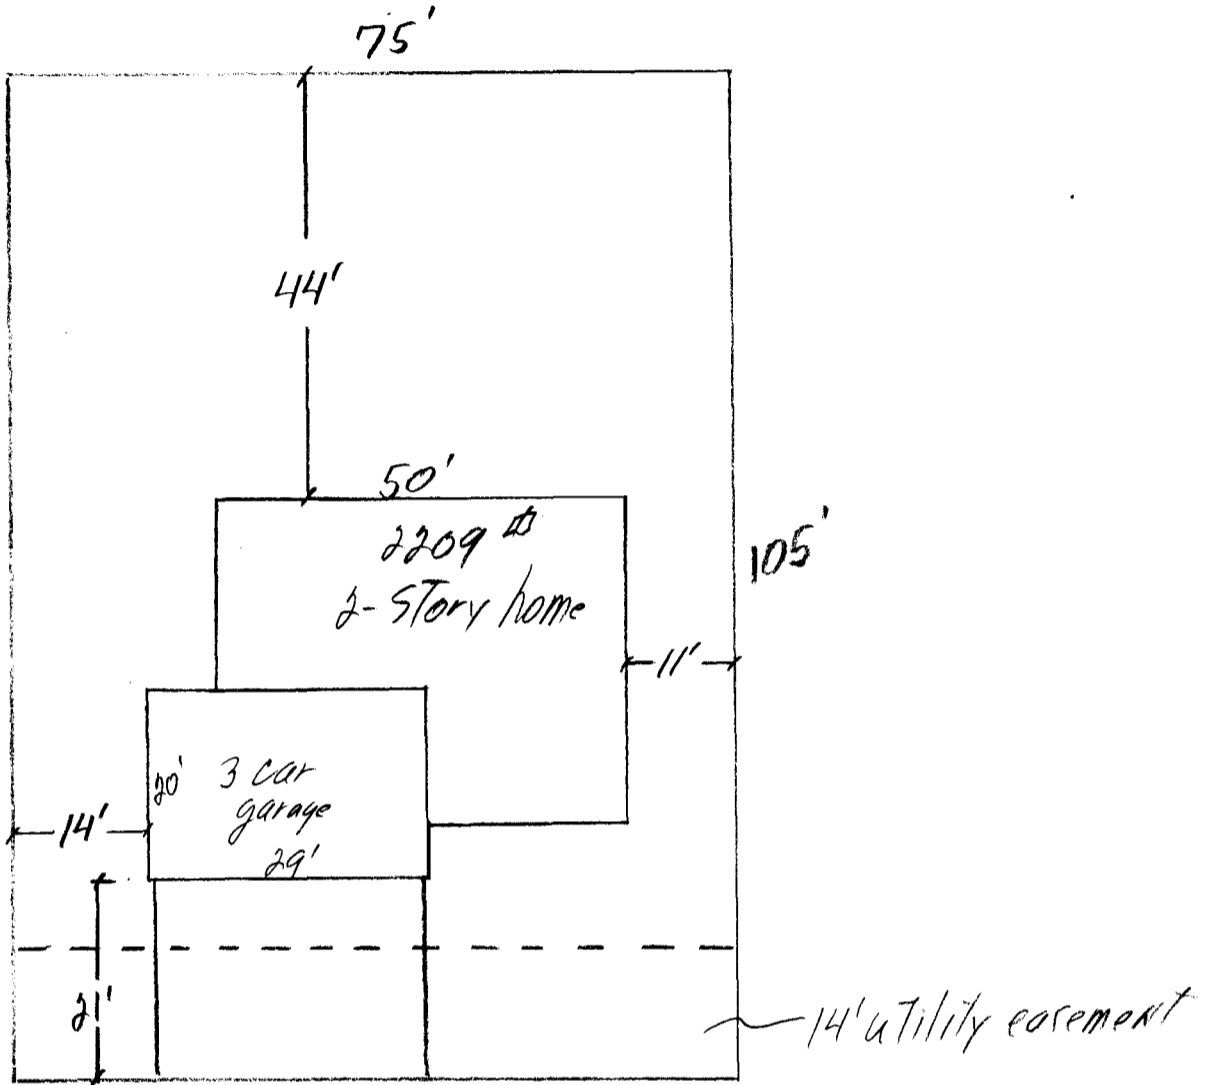 75'
44'
50'
2209 ⌗
2- Story home
105'
11'
20'
3 car
garage
29'
14'
21'
14' utility easement